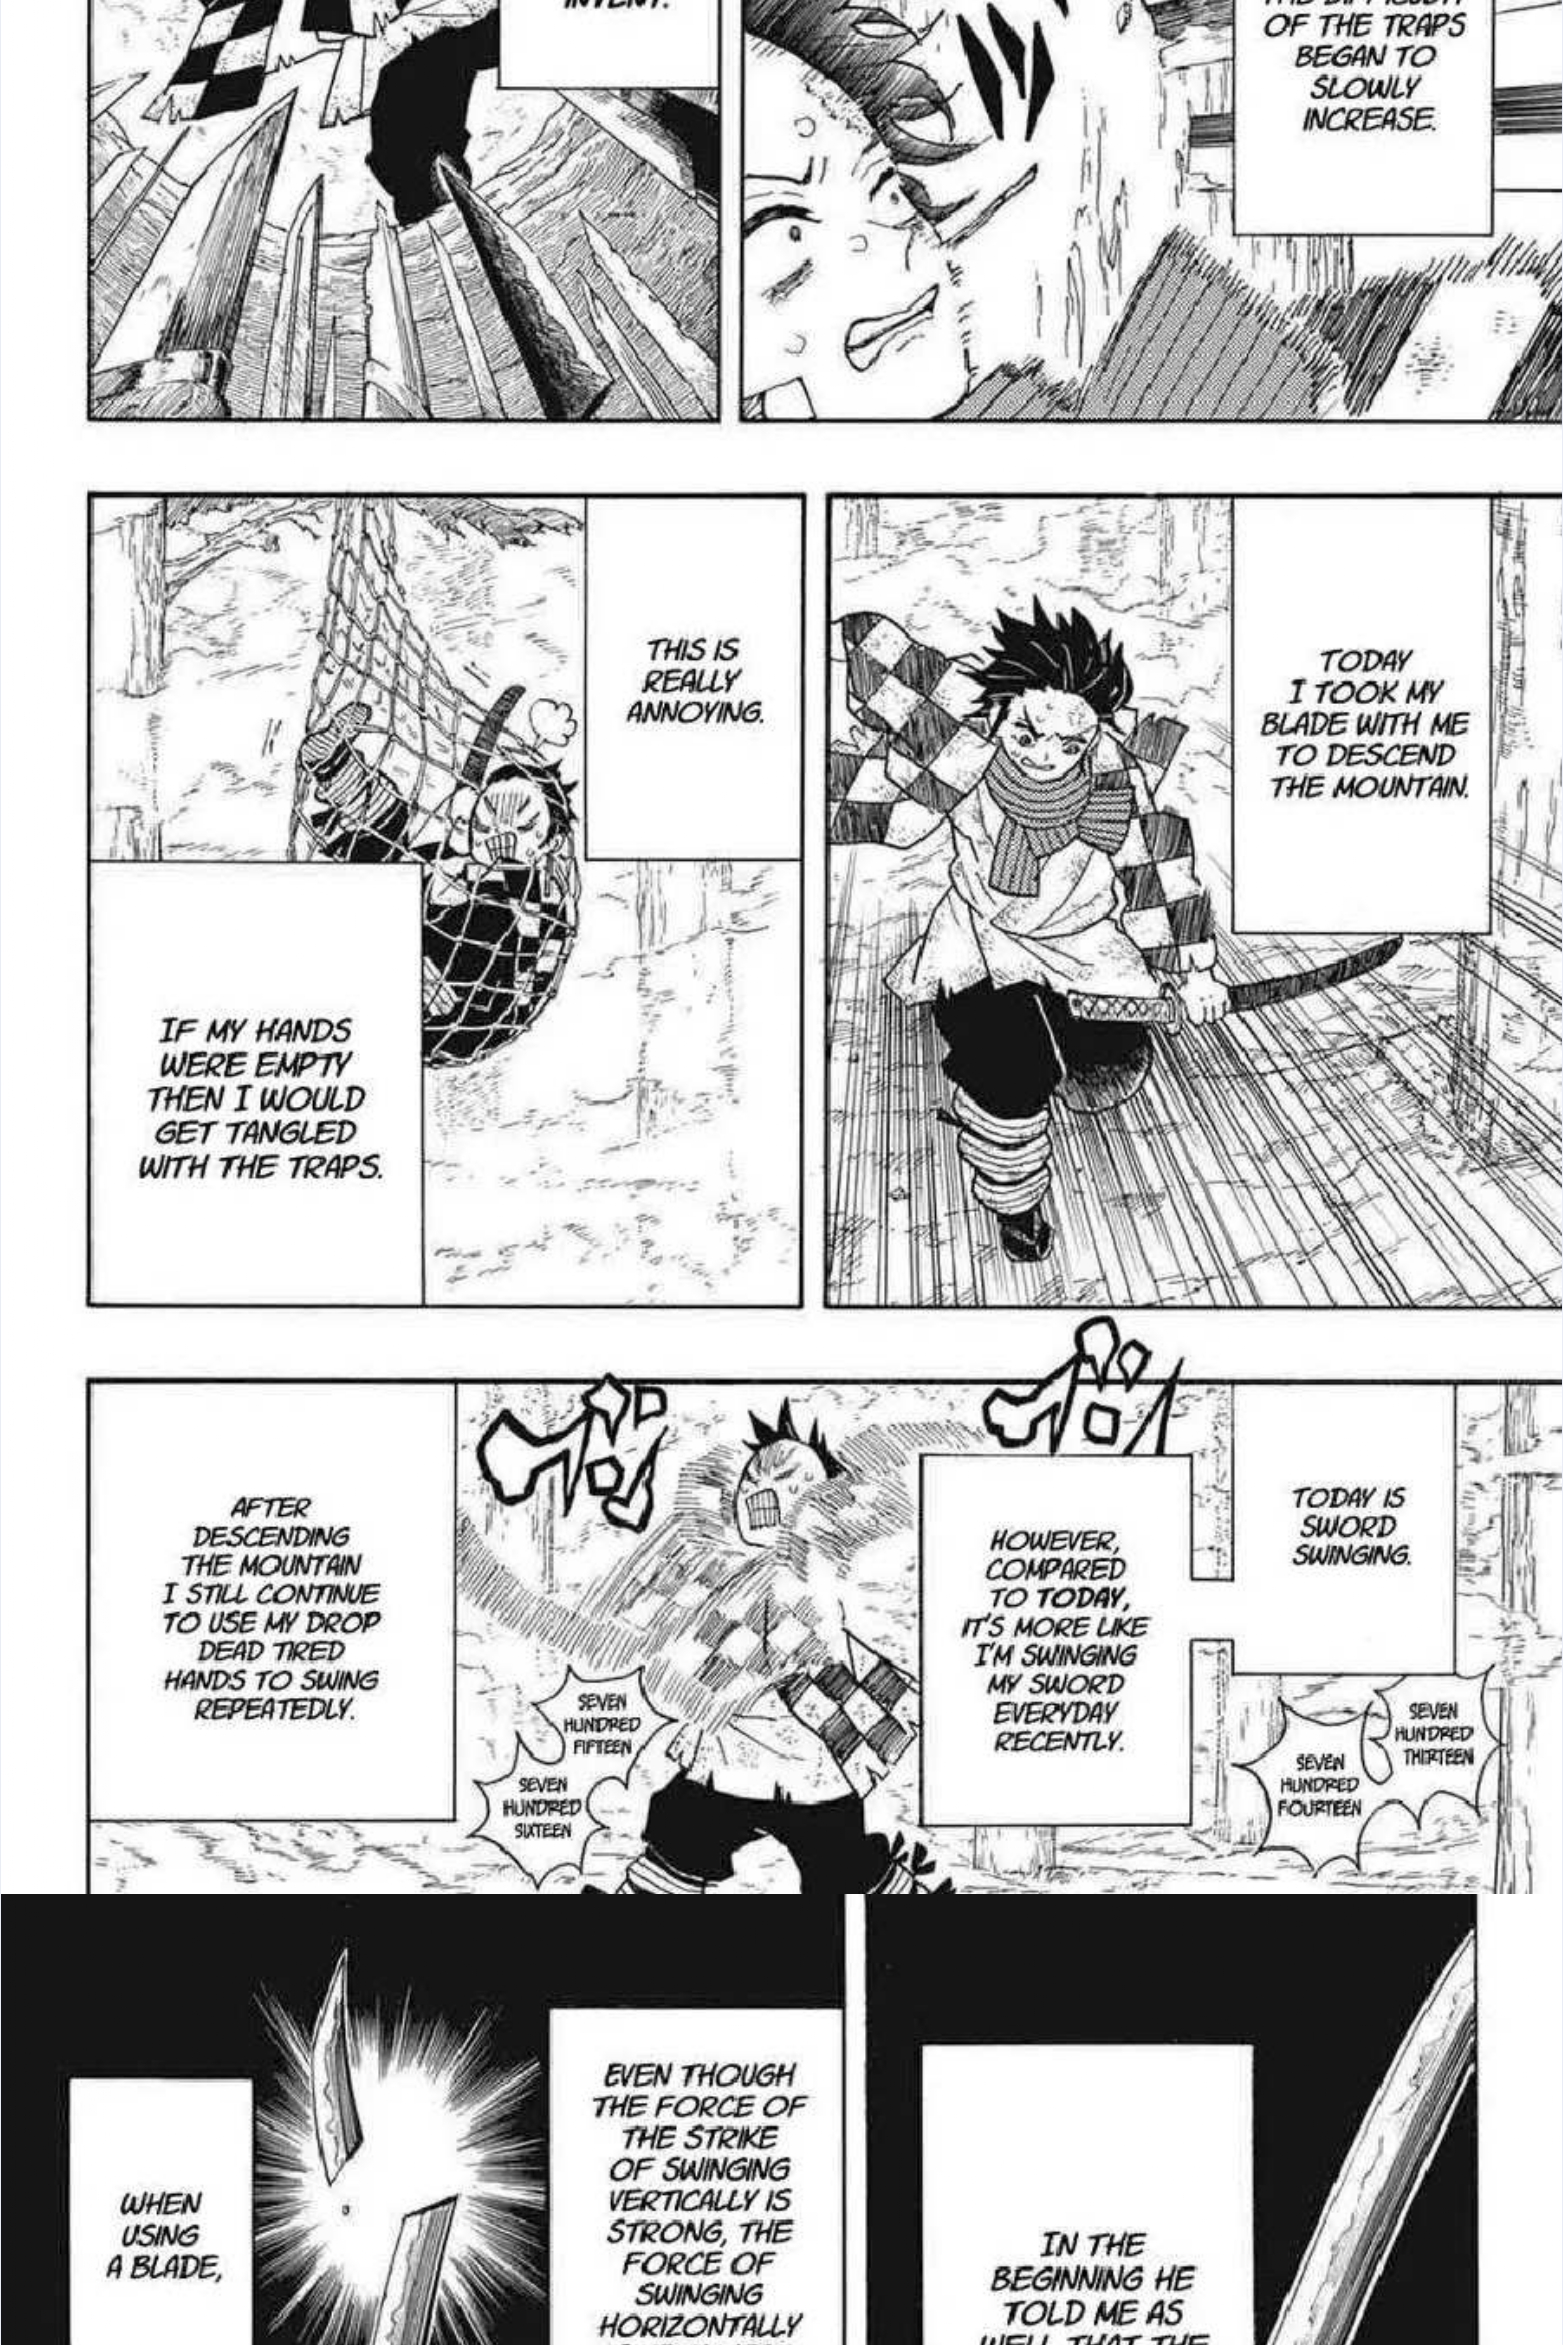 OF THE TRAPS
BEGAN TO
SLOWLY
INCREASE.
TODAY
I TOOK MY
BLADE WITH ME
TO DESCEND
THE MOUNTAIN.
THIS IS
REALLY
ANNOYING.
IF MY HANDS
WERE EMPTY
THEN I WOULD
GET TANGLED
WITH THE TRAPS.
TODAY IS
SWORD
SWINGING.
SEVEN
HUNDRED
THIRTEEN
SEVEN
HUNDRED
FOURTEEN
HOWEVER,
COMPARED
TO TODAY,
IT'S MORE LIKE
I'M SWINGING
MY SWORD
EVERYDAY
RECENTLY.
SEVEN
HUNDRED
FIFTEEN
SEVEN
HUNDRED
SIXTEEN
AFTER
DESCENDING
THE MOUNTAIN
I STILL CONTINUE
TO USE MY DROP
DEAD TIRED
HANDS TO SWING
REPEATEDLY.
IN THE
BEGINNING HE
TOLD ME AS
WELL THAT THE
EVEN THOUGH
THE FORCE OF
THE STRIKE
OF SWINGING
VERTICALLY IS
STRONG, THE
FORCE OF
SWINGING
HORIZONTALLY
WHEN
USING
A BLADE,